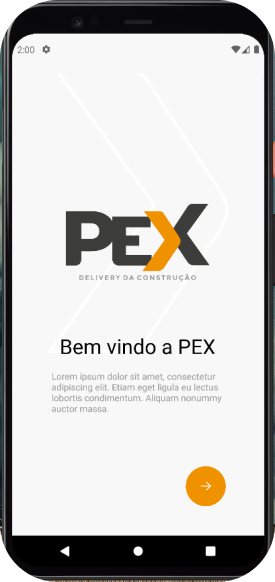 2:00
PEX
DELIVERY DA CONSTRUÇÃO
Bem vindo a PEX
Lorem ipsum dolor sit amet, consectetur
adipiscing elit. Etiam eget ligula eu lectus
lobortis condimentum. Aliquam nonummy
auctor massa.